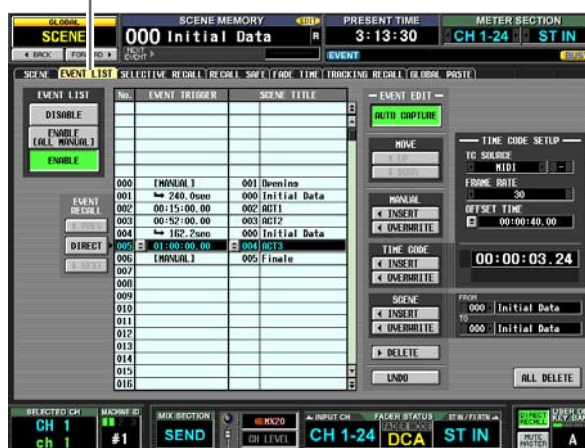 GLOBAL SCENE MEMORY EDIT PRESENT TIME METER SECTION
SCENE 000 Initial Data R 3:13:30 CH 1-24 ST IN
BACK FORWARD NEXT EVENT EVENT BUS
SCENE EVENT LIST SELECTIVE RECALL RECALL SAFE FADE TIME TRACKING RECALL GLOBAL PASTE
EVENT LIST
DISABLE
ENABLE
[ALL MANUAL]
ENABLE
EVENT
RECALL
PREV
DIRECT
NEXT
No. EVENT TRIGGER SCENE TITLE
000 [MANUAL] 001 Opening
001 240.0sec 000 Initial Data
002 00:15:00.00 002 ACT1
003 00:52:00.00 003 ACT2
004 162.2sec 000 Initial Data
005 01:00:00.00 004 ACT3
006 [MANUAL] 005 Finale
007
008
009
010
011
012
013
014
015
016
EVENT EDIT
AUTO CAPTURE
MOVE
UP
DOWN
MANUAL
INSERT
OVERWRITE
TIME CODE
INSERT
OVERWRITE
SCENE
INSERT
OVERWRITE
DELETE
UNDO
TIME CODE SETUP
TC SOURCE
MIDI -
FRAME RATE
30
OFFSET TIME
00:00:40.00
00:00:03.24
FROM
000 Initial Data
TO
000 Initial Data
ALL DELETE
SELECTED CH MACHINE ID MIX SECTION INPUT CH FADER STATUS ST IN/FXRTN
CH 1
ch 1 #1 SEND MIX20 CH LEVEL CH 1-24 FADER MODE DCA ST IN
DIRECT RECALL
MUTE MASTER